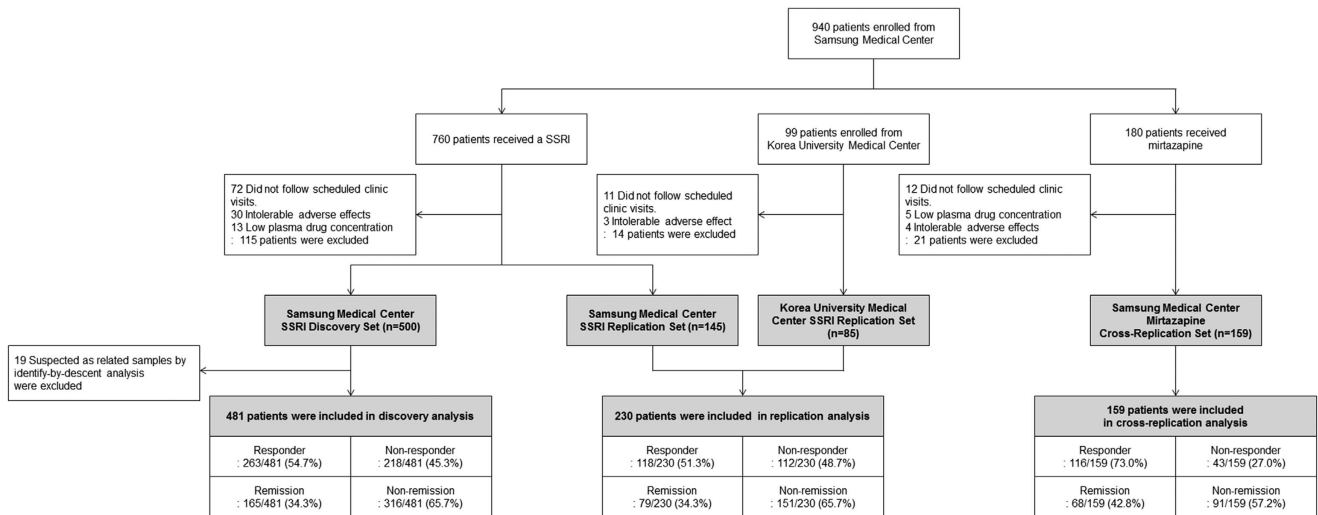 940 patients enrolled from
Samsung Medical Center
760 patients received a SSRI
99 patients enrolled from
Korea University Medical Center
180 patients received
mirtazapine
72 Did not follow scheduled clinic
visits.
30 Intolerable adverse effects
13 Low plasma drug concentration
: 115 patients were excluded
11 Did not follow scheduled
clinic visits.
3 Intolerable adverse effect
: 14 patients were excluded
12 Did not follow scheduled clinic
visits.
5 Low plasma drug concentration
4 Intolerable adverse effects
: 21 patients were excluded
Samsung Medical Center
SSRI Discovery Set (n=500)
Samsung Medical Center
SSRI Replication Set (n=145)
Korea University Medical
Center SSRI Replication Set
(n=85)
Samsung Medical Center
Mirtazapine
Cross-Replication Set (n=159)
19 Suspected as related samples by
identify-by-descent analysis
were excluded
481 patients were included in discovery analysis
Responder
: 263/481 (54.7%)
Non-responder
: 218/481 (45.3%)
Remission
: 165/481 (34.3%)
Non-remission
: 316/481 (65.7%)
230 patients were included in replication analysis
Responder
: 118/230 (51.3%)
Non-responder
: 112/230 (48.7%)
Remission
: 79/230 (34.3%)
Non-remission
: 151/230 (65.7%)
159 patients were included
in cross-replication analysis
Responder
: 116/159 (73.0%)
Non-responder
: 43/159 (27.0%)
Remission
: 68/159 (42.8%)
Non-remission
: 91/159 (57.2%)